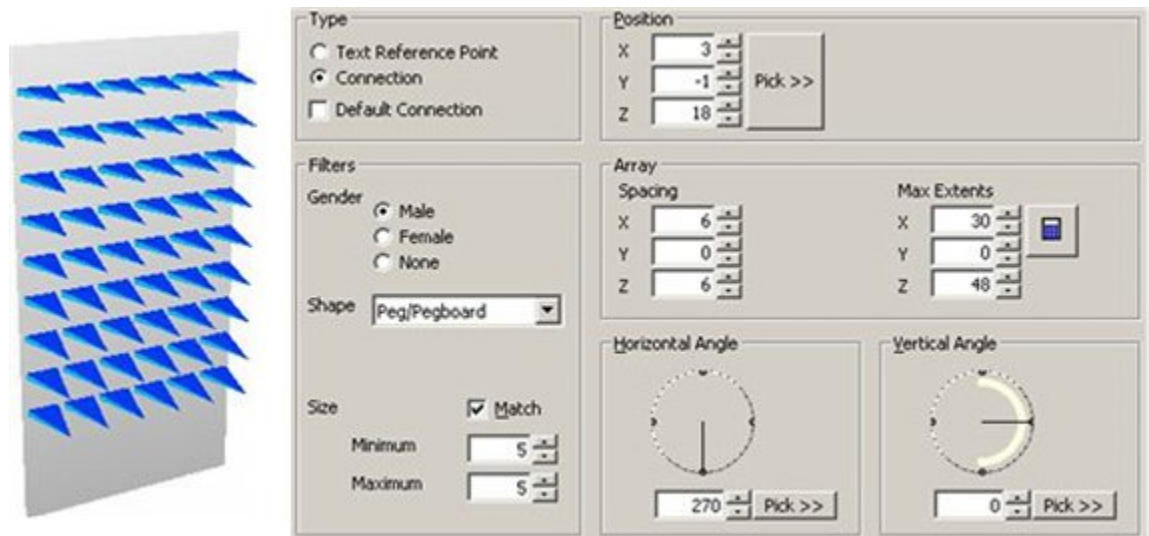 Type
Text Reference Point
Connection
Default Connection
Position
X 3
Y -1
Z 18
Pick >>
Filters
Gender
Male
Female
None
Shape Peg/Pegboard
Size Match
Minimum 5
Maximum 5
Array
Spacing
X 6
Y 0
Z 6
Max Extents
X 30
Y 0
Z 48
Horizontal Angle
270 Pick >>
Vertical Angle
0 Pick >>